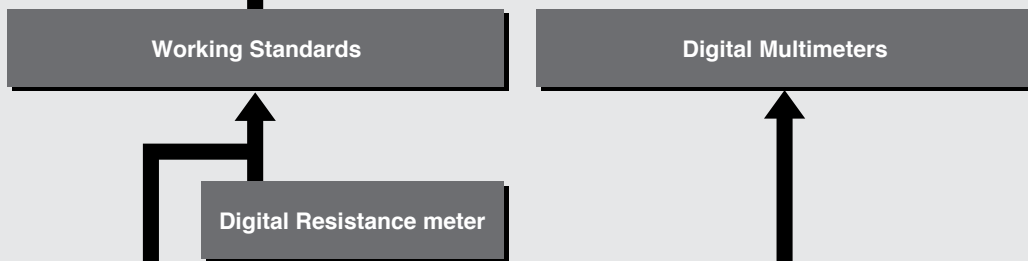 Working Standards
Digital Multimeters
Digital Resistance meter